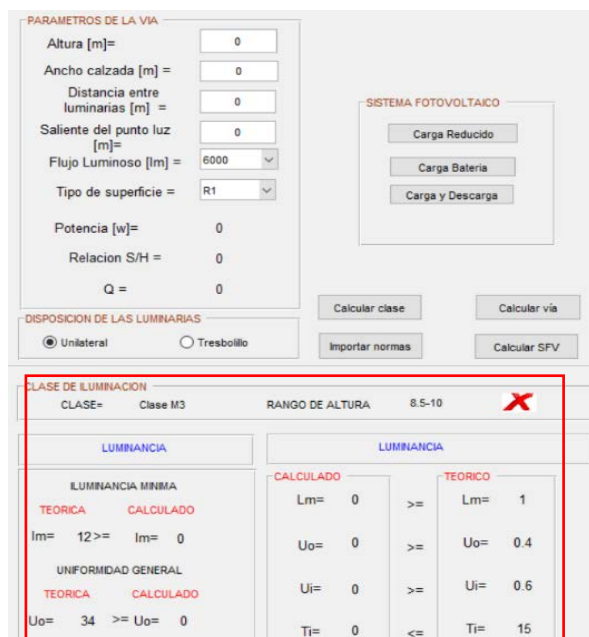 PARAMETROS DE LA VIA
Altura [m]= 0
Ancho calzada [m] = 0
Distancia entre
luminarias [m] = 0
Saliente del punto luz
[m]= 0
Flujo Luminoso [lm] = 6000
Tipo de superficie = R1
Potencia [w]= 0
Relacion S/H = 0
Q = 0
SISTEMA FOTOVOLTAICO
Carga Reducido
Carga Bateria
Carga y Descarga
DISPOSICION DE LAS LUMINARIAS
Unilateral Tresbolillo
Calcular clase Calcular vía
Importar normas Calcular SFV
CLASE DE ILUMINACION
CLASE= Clase M3 RANGO DE ALTURA 8.5-10 X
LUMINANCIA
ILUMINANCIA MINIMA
TEORICA CALCULADO
Im= 12>= Im= 0
UNIFORMIDAD GENERAL
TEORICA CALCULADO
Uo= 34 >= Uo= 0
LUMINANCIA
CALCULADO TEORICO
Lm= 0 >= Lm= 1
Uo= 0 >= Uo= 0.4
Ui= 0 >= Ui= 0.6
Ti= 0 <= Ti= 15